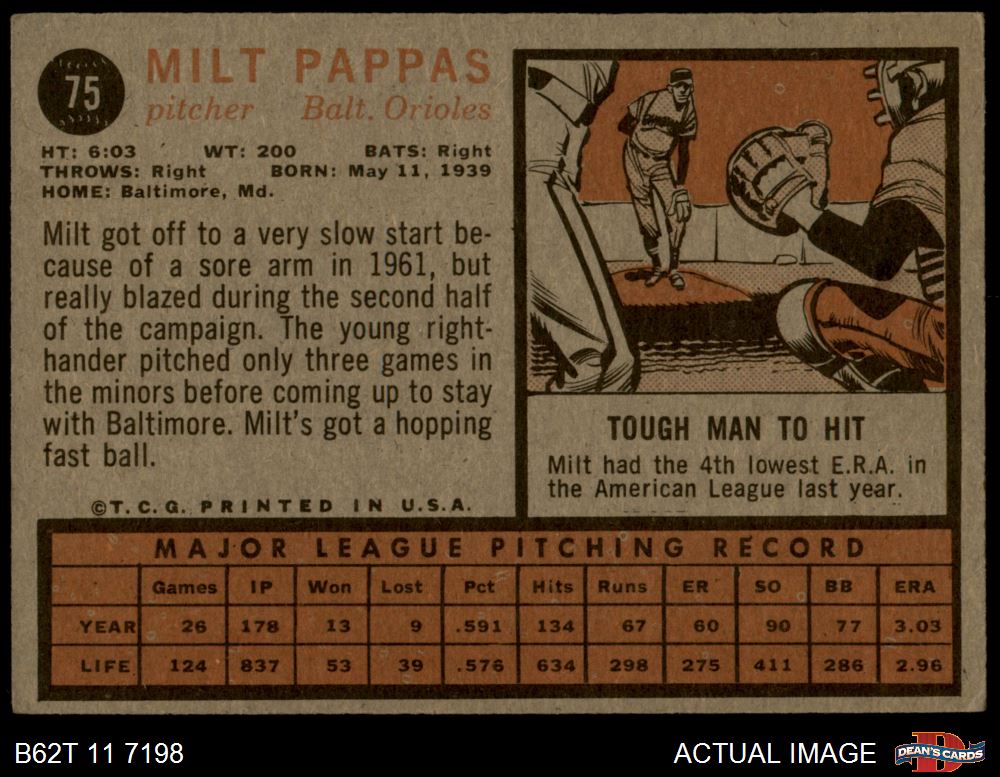 75
MILT PAPPAS
pitcher Balt. Orioles
HT: 6:03 WT: 200 BATS: Right
THROWS: Right BORN: May 11, 1939
HOME: Baltimore, Md.
Milt got off to a very slow start be-
cause of a sore arm in 1961, but
really blazed during the second half
of the campaign. The young right-
hander pitched only three games in
the minors before coming up to stay
with Baltimore. Milt's got a hopping
fast ball.
©T.C.G. PRINTED IN U.S.A.
TOUGH MAN TO HIT
Milt had the 4th lowest E.R.A. in
the American League last year.
MAJOR LEAGUE PITCHING RECORD
Games IP Won Lost Pct Hits Runs ER SO BB ERA
YEAR 26 178 13 9 .591 134 67 60 90 77 3.03
LIFE 124 837 53 39 .576 634 298 275 411 286 2.96
B62T 11 7198
ACTUAL IMAGE
D
DEAN'S CARDS